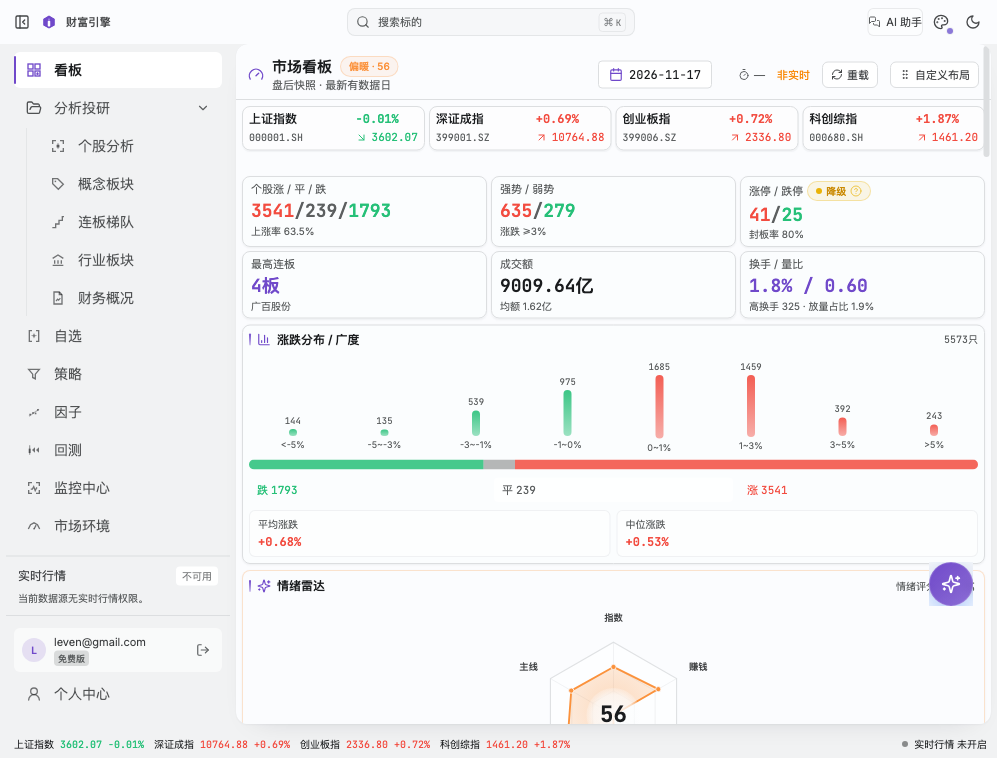 财富引擎
搜索标的
⌘ K
AI 助手
看板
分析投研
个股分析
概念板块
连板梯队
行业板块
财务概况
自选
策略
因子
回测
监控中心
市场环境
实时行情
不可用
当前数据源无实时行情权限。
L
leven@gmail.com
免费版
个人中心
市场看板
偏暖 · 56
盘后快照 · 最新有数据日
2026-11-17
—
非实时
重载
自定义布局
上证指数 -0.01%
000001.SH 3602.07
深证成指 +0.69%
399001.SZ 10764.88
创业板指 +0.72%
399006.SZ 2336.80
科创综指 +1.87%
000680.SH 1461.20
个股涨 / 平 / 跌
3541/239/1793
上涨率 63.5%
强势 / 弱势
635/279
涨跌 ≥3%
涨停 / 跌停 降级
41/25
封板率 80%
最高连板
4板
广百股份
成交额
9009.64亿
均额 1.62亿
换手 / 量比
1.8% / 0.60
高换手 325 · 放量占比 1.9%
涨跌分布 / 广度
5573只
144 135 539 975 1685 1459 392 243
<-5% -5~-3% -3~-1% -1~0% 0~1% 1~3% 3~5% >5%
跌 1793 平 239 涨 3541
平均涨跌
+0.68%
中位涨跌
+0.53%
情绪雷达
情绪评
指数
主线
赚钱
56
上证指数 3602.07 -0.01% 深证成指 10764.88 +0.69% 创业板指 2336.80 +0.72% 科创综指 1461.20 +1.87%
实时行情 未开启